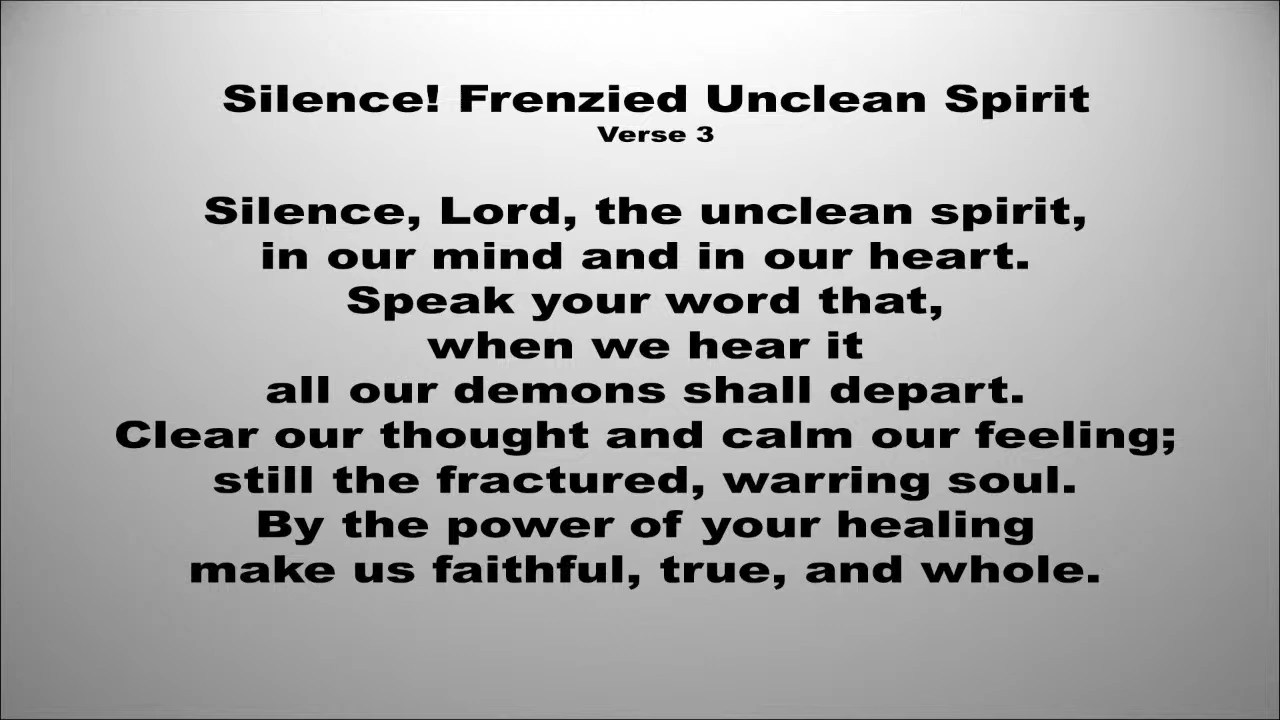 Silence! Frenzied Unclean Spirit
Verse 3
Silence, Lord, the unclean spirit,
in our mind and in our heart.
Speak your word that,
when we hear it
all our demons shall depart.
Clear our thought and calm our feeling;
still the fractured, warring soul.
By the power of your healing
make us faithful, true, and whole.